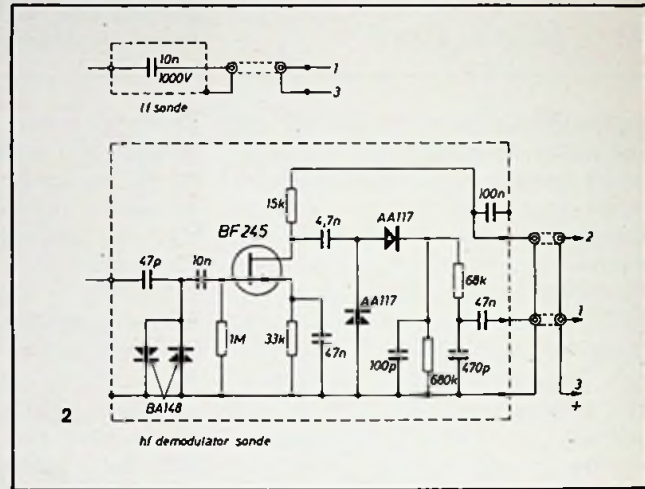 10n
1000V
1
3
lf sonde
100n
15k
BF245
4,7n
AA117
2
47p
10n
68k
47n
AA117
1
1M
33k
47n
100p
680k
470p
3
+
BA148
2
hf demodulator sonde